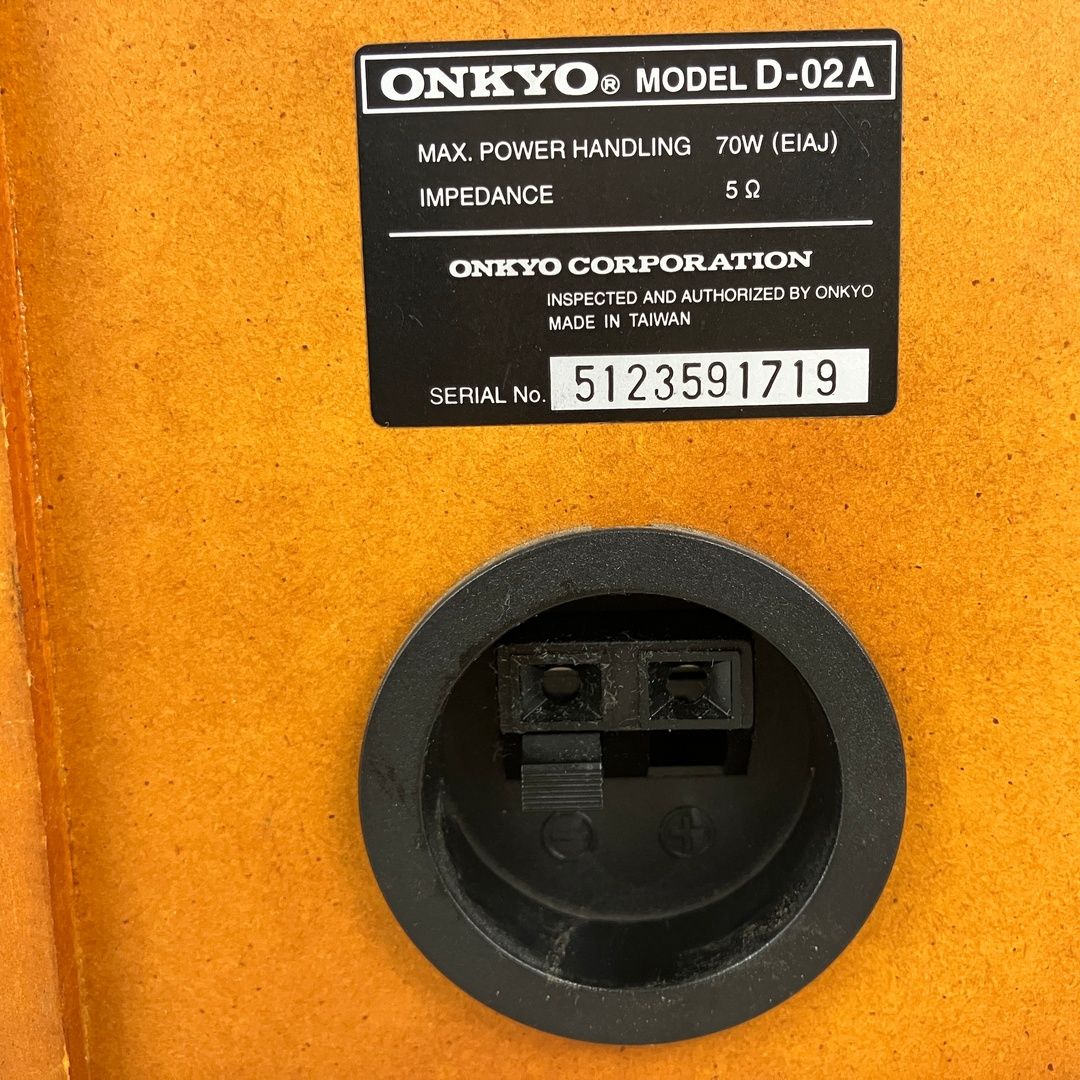 ONKYO® MODEL D-02A
MAX. POWER HANDLING 70W (EIAJ)
IMPEDANCE 5 Ω
ONKYO CORPORATION
INSPECTED AND AUTHORIZED BY ONKYO
MADE IN TAIWAN
SERIAL No. 5123591719
⊖ ⊕